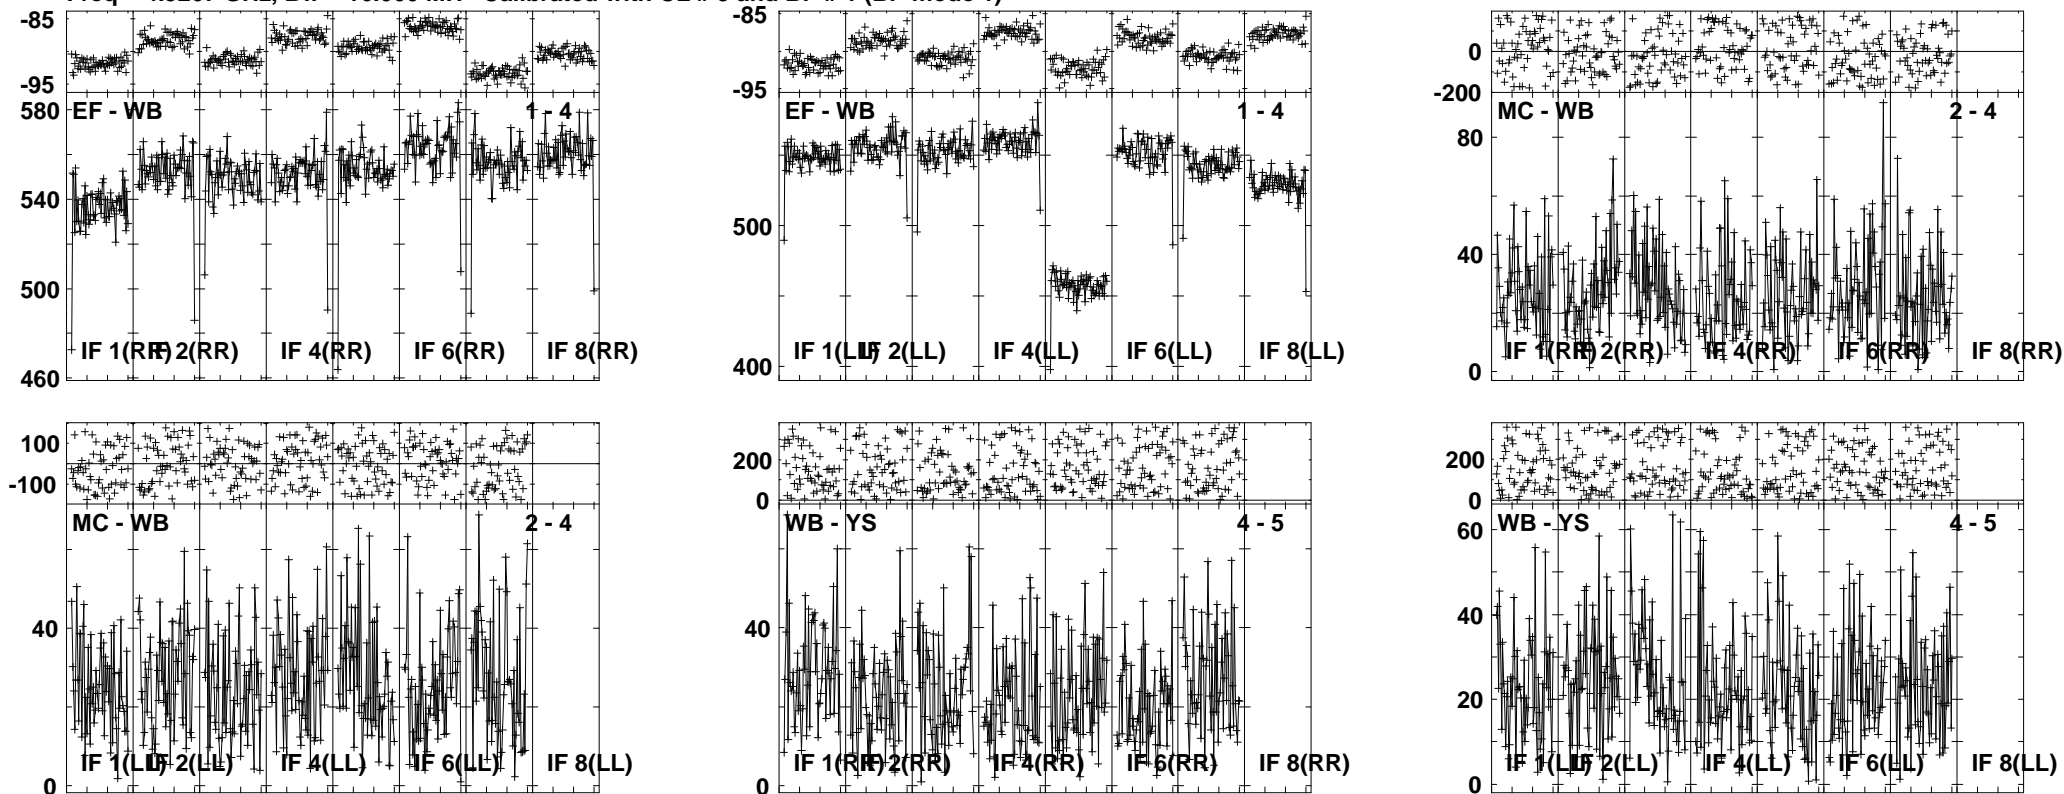 -85
-95
580
540
500
460
EF - WB
1 - 4
IF 1(RR)
IF 2(RR)
IF 4(RR)
IF 6(RR)
IF 8(RR)
-85
-95
500
400
EF - WB
1 - 4
IF 1(LL)
IF 2(LL)
IF 4(LL)
IF 6(LL)
IF 8(LL)
0
-200
80
40
0
MC - WB
2 - 4
IF 1(RR)
IF 2(RR)
IF 4(RR)
IF 6(RR)
IF 8(RR)
100
-100
40
0
MC - WB
2 - 4
IF 1(LL)
IF 2(LL)
IF 4(LL)
IF 6(LL)
IF 8(LL)
200
0
40
0
WB - YS
4 - 5
IF 1(RR)
IF 2(RR)
IF 4(RR)
IF 6(RR)
IF 8(RR)
200
0
60
40
20
0
WB - YS
4 - 5
IF 1(LL)
IF 2(LL)
IF 4(LL)
IF 6(LL)
IF 8(LL)